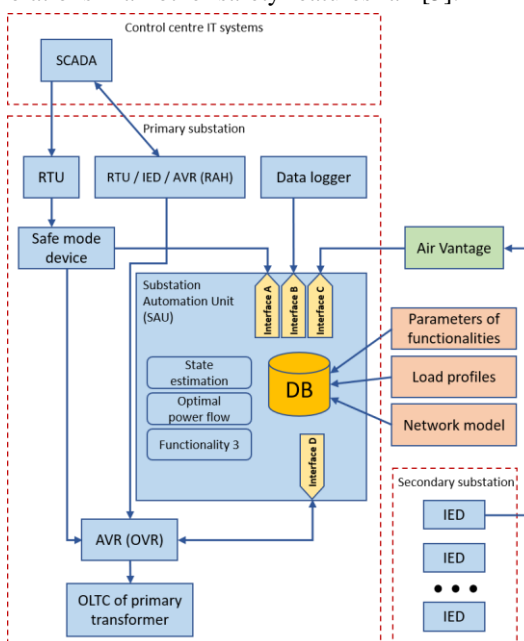 Control centre IT systems
SCADA
Primary substation
RTU
RTU / IED / AVR (RAH)
Data logger
Safe mode
device
Air Vantage
Substation
Automation Unit
(SAU)
Interface A
Interface B
Interface C
Parameters of
functionalities
State
estimation
DB
Load profiles
Optimal
power flow
Network model
Functionality 3
Interface D
Secondary substation
IED
AVR (OVR)
IED
OLTC of primary
transformer
IED